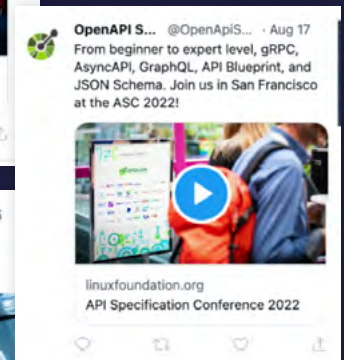 OpenAPI S... @OpenApiS... · Aug 17
From beginner to expert level, gRPC,
AsyncAPI, GraphQL, API Blueprint, and
JSON Schema. Join us in San Francisco
at the ASC 2022!
linuxfoundation.org
API Specification Conference 2022